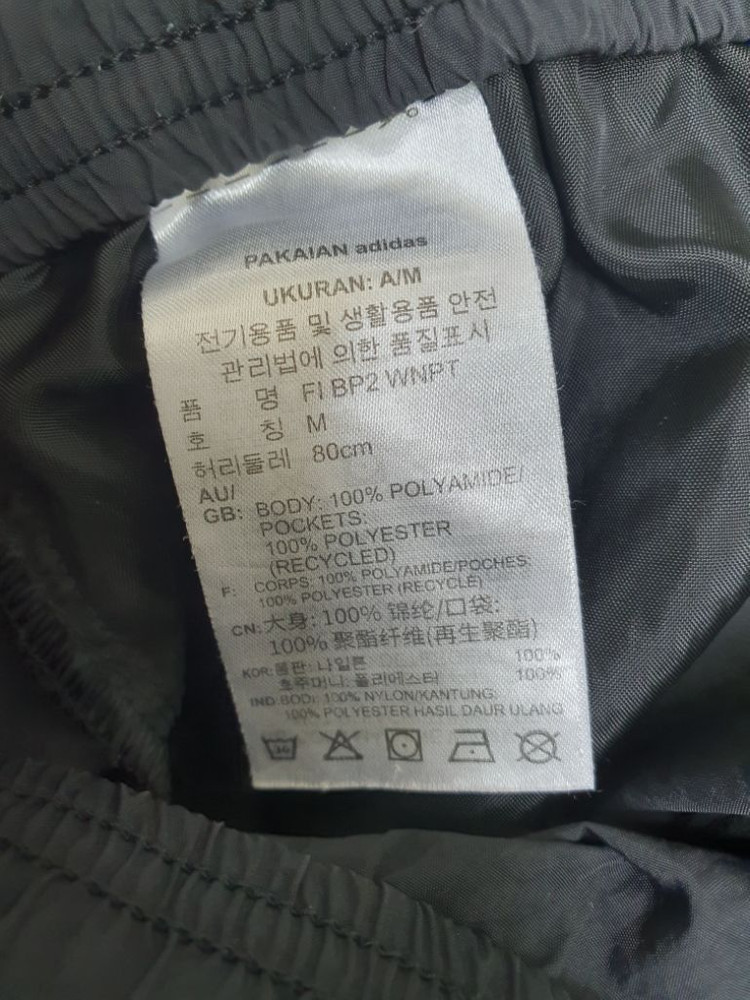 PAKAIAN adidas
UKURAN: A/M
전기용품 및 생활용품 안전
관리법에 의한 품질표시
품 명 FI BP2 WNPT
호 칭 M
허리둘레 80cm
AU/
GB: BODY: 100% POLYAMIDE/
POCKETS:
100% POLYESTER
(RECYCLED)
F: CORPS: 100% POLYAMIDE/POCHES:
100% POLYESTER (RECYCLÉ)
CN: 大身: 100% 锦纶/口袋:
100% 聚酯纤维(再生聚酯)
KOR: 몸판: 나일론 100%
호주머니: 폴리에스터 100%
IND: BODI: 100% NYLON/KANTUNG:
100% POLYESTER HASIL DAUR ULANG